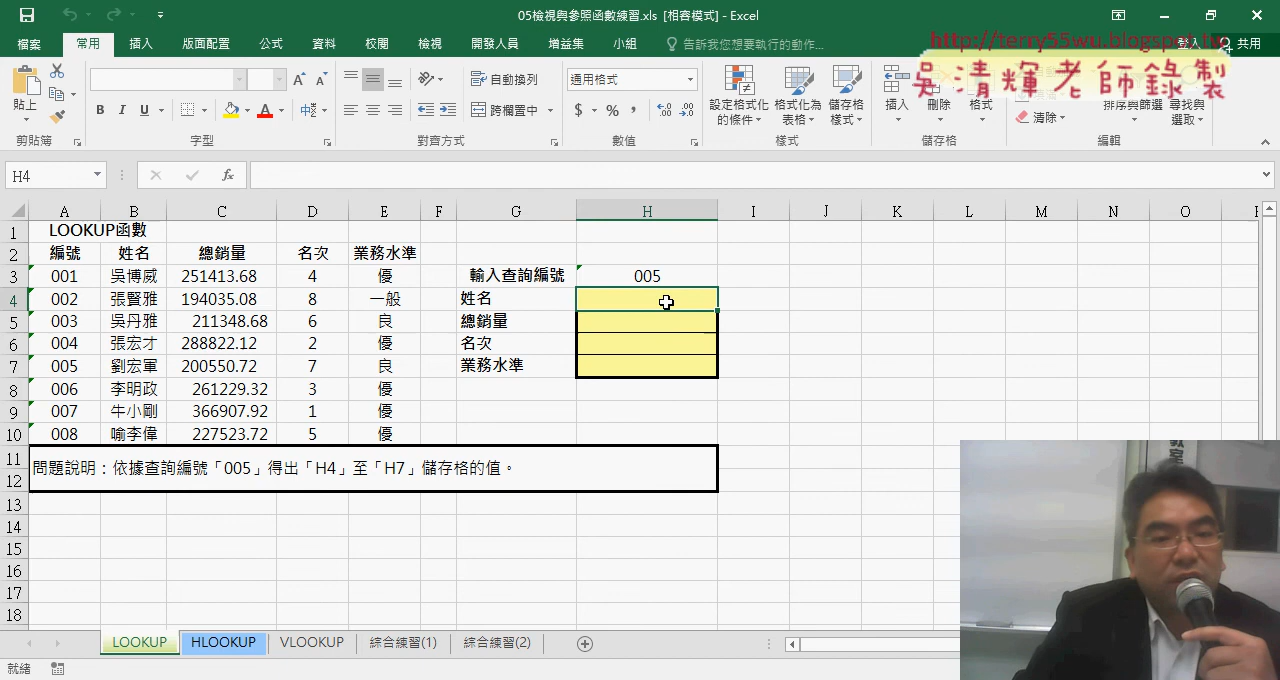 05檢視與參照函數練習.xls [相容模式] - Excel
http://terry55wu.blogspot.tw
檔案 常用 插入 版面配置 公式 資料 校閱 檢視 開發人員 增益集 小組 告訴我您想要執行的動作... 登入 共用
吳清輝老師錄製
貼上
B I U A 中 自動換列 跨欄置中 通用格式 $ % ,
設定格式化的條件 格式化為表格 儲存格樣式 插入 刪除 格式 清除 排序與篩選 尋找與選取
剪貼簿 字型 對齊方式 數值 樣式 儲存格 編輯
H4 fx
A B C D E F G H I J K L M N O
1 LOOKUP函數
2 編號 姓名 總銷量 名次 業務水準
3 001 吳博威 251413.68 4 優 輸入查詢編號 005
4 002 張賢雅 194035.08 8 一般 姓名
5 003 吳丹雅 211348.68 6 良 總銷量
6 004 張宏才 288822.12 2 優 名次
7 005 劉宏軍 200550.72 7 良 業務水準
8 006 李明政 261229.32 3 優
9 007 牛小剛 366907.92 1 優
10 008 喻李偉 227523.72 5 優
11 問題說明：依據查詢編號「005」得出「H4」至「H7」儲存格的值。
12
13
14
15
16
17
18
LOOKUP HLOOKUP VLOOKUP 綜合練習(1) 綜合練習(2)
就緒